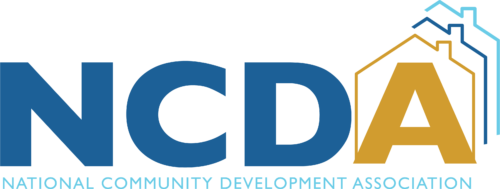 NCDA
NATIONAL COMMUNITY DEVELOPMENT ASSOCIATION